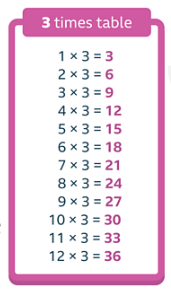 3 times table
1 × 3 = 3
2 × 3 = 6
3 × 3 = 9
4 × 3 = 12
5 × 3 = 15
6 × 3 = 18
7 × 3 = 21
8 × 3 = 24
9 × 3 = 27
10 × 3 = 30
11 × 3 = 33
12 × 3 = 36